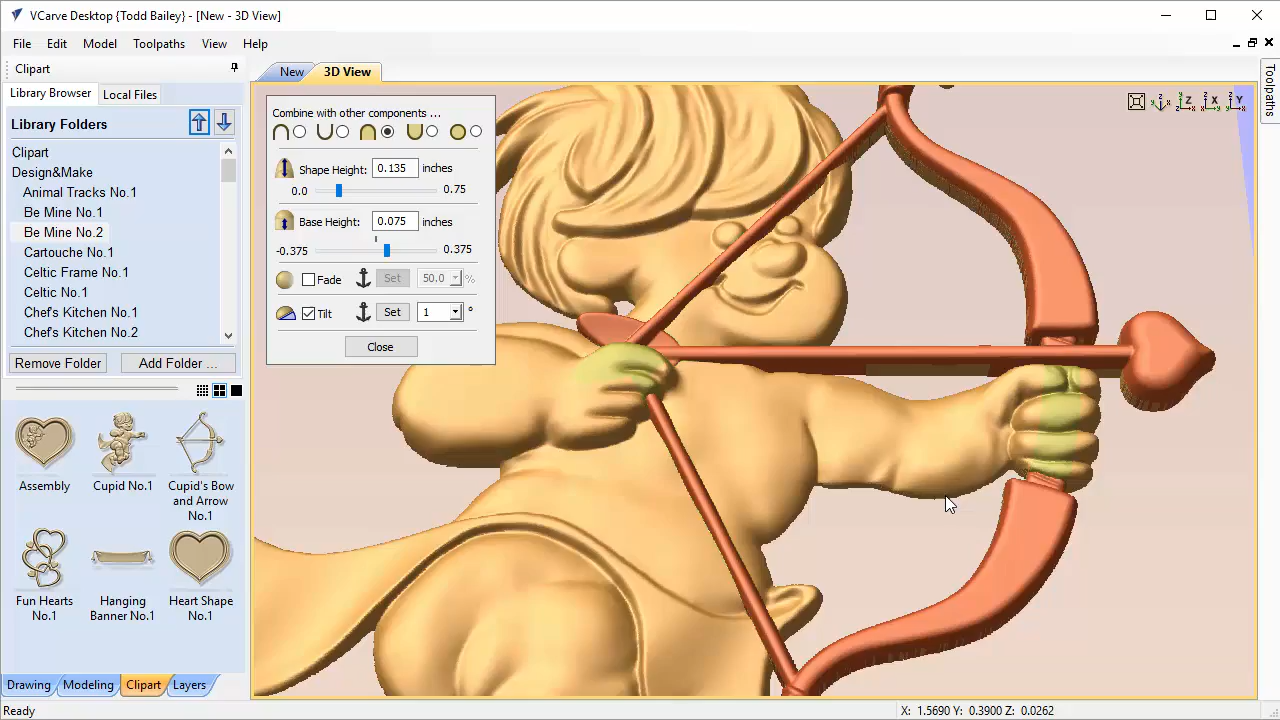 VCarve Desktop {Todd Bailey} - [New - 3D View]
File Edit Model Toolpaths View Help
Clipart
Library Browser Local Files
Library Folders
Clipart
Design&Make
Animal Tracks No.1
Be Mine No.1
Be Mine No.2
Cartouche No.1
Celtic Frame No.1
Celtic No.1
Chef's Kitchen No.1
Chef's Kitchen No.2
Remove Folder Add Folder ...
Assembly
Cupid No.1
Cupid's Bow and Arrow No.1
Fun Hearts No.1
Hanging Banner No.1
Heart Shape No.1
Drawing Modeling Clipart Layers
New 3D View
Combine with other components ...
Shape Height: 0.135 inches
0.0 0.75
Base Height: 0.075 inches
-0.375 0.375
Fade Set 50.0 %
Tilt Set 1 °
Close
Z X Y
Toolpaths
Ready X: 1.5690 Y: 0.3900 Z: 0.0262